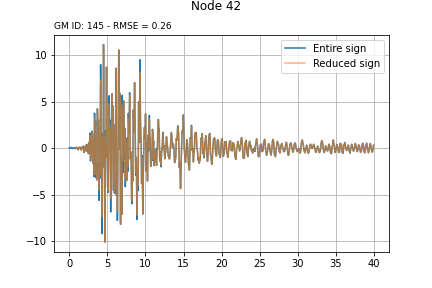 Node 42
GM ID: 145 - RMSE = 0.26
Entire sign
Reduced sign
10
5
0
−5
−10
0 5 10 15 20 25 30 35 40